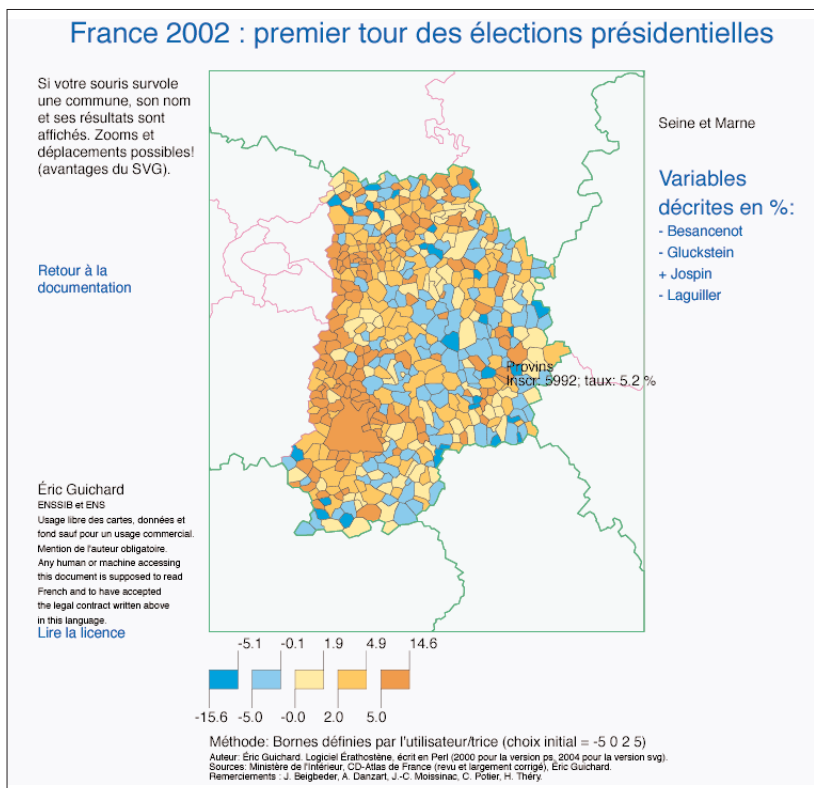 France 2002 : premier tour des élections présidentielles
Si votre souris survole
une commune, son nom
et ses résultats sont
affichés. Zooms et
déplacements possibles!
(avantages du SVG).
Retour à la
documentation
Seine et Marne
Variables
décrites en %:
- Besancenot
- Gluckstein
+ Jospin
- Laguiller
Provins
Inscr: 5992; taux: 5.2 %
Éric Guichard
ENSSIB et ENS
Usage libre des cartes, données et
fond sauf pour un usage commercial.
Mention de l'auteur obligatoire.
Any human or machine accessing
this document is supposed to read
French and to have accepted
the legal contract written above
in this language.
Lire la licence
-5.1 -0.1 1.9 4.9 14.6
-15.6 -5.0 -0.0 2.0 5.0
Méthode: Bornes définies par l'utilisateur/trice (choix initial = -5 0 2 5)
Auteur: Éric Guichard. Logiciel Érathostène, écrit en Perl (2000 pour la version ps, 2004 pour la version svg).
Sources: Ministère de l'Intérieur, CD-Atlas de France (revu et largement corrigé), Éric Guichard.
Remerciements : J. Beigbeder, A. Danzart, J.-C. Moissinac, C. Potier, H. Théry.